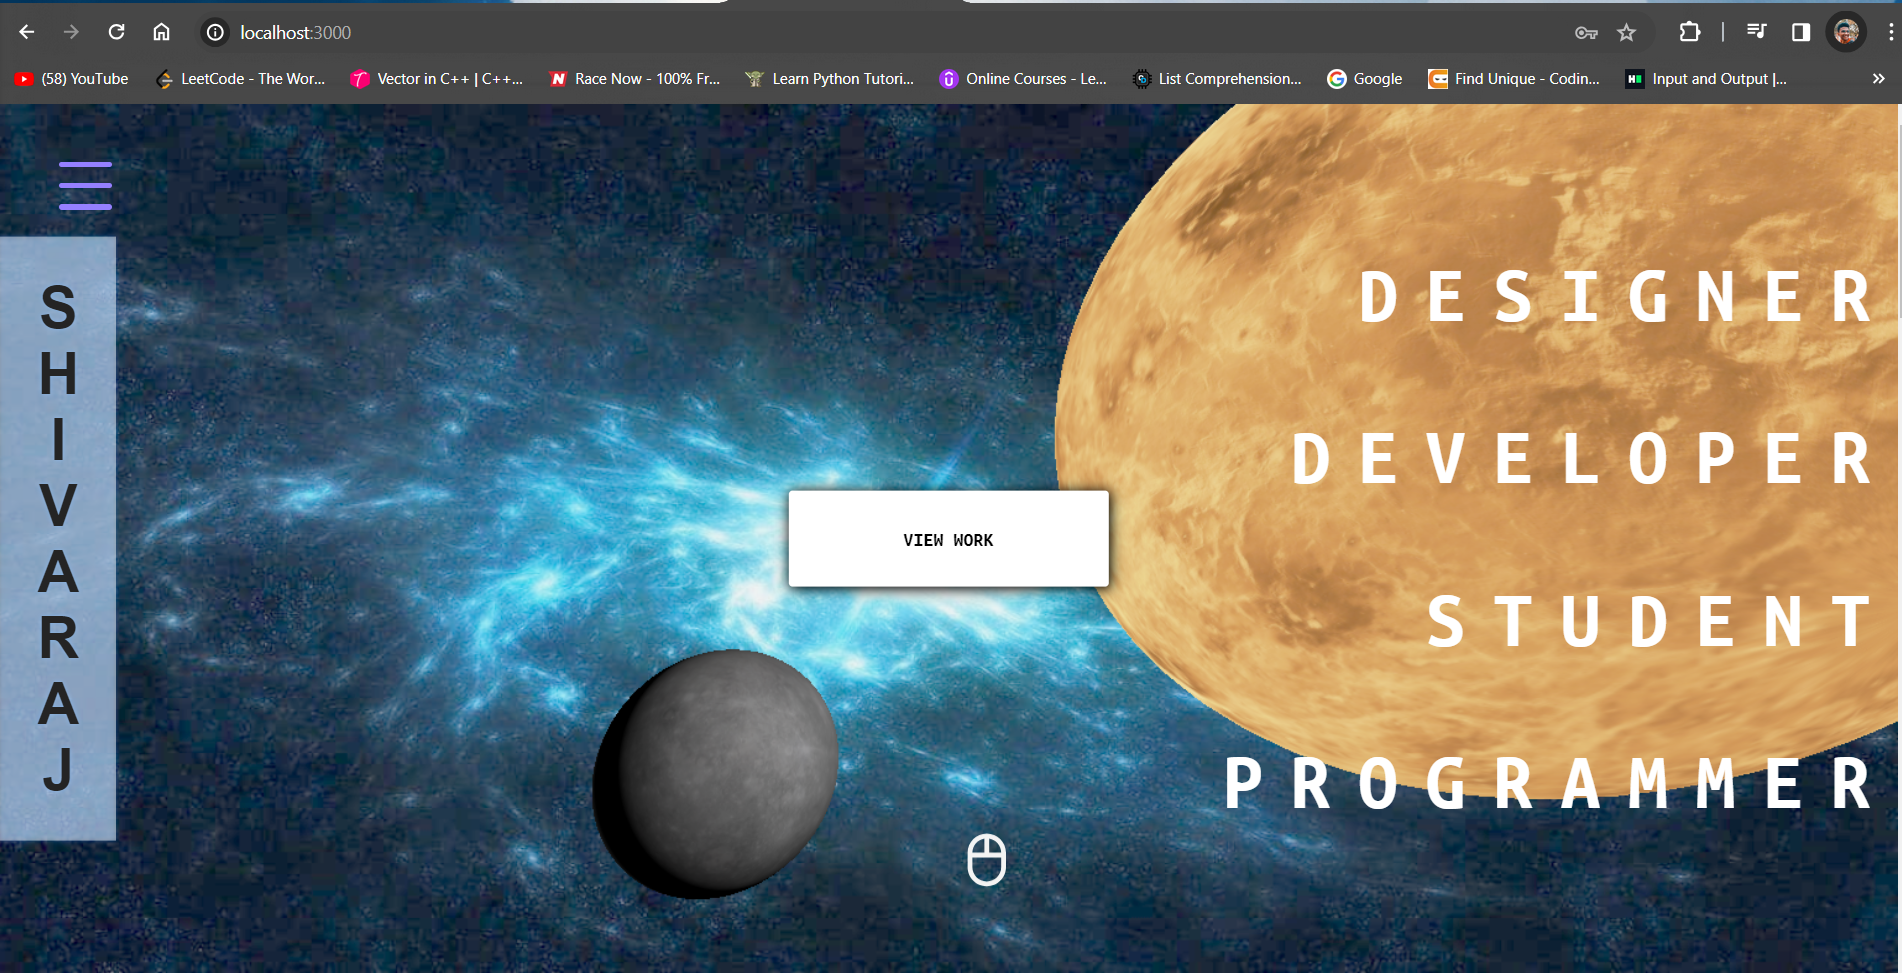 localhost:3000
(58) YouTube
LeetCode - The Wor...
Vector in C++ | C++...
Race Now - 100% Fr...
Learn Python Tutori...
Online Courses - Le...
List Comprehension...
Google
Find Unique - Codin...
Input and Output |...
SHIVARAJ
DESIGNER
DEVELOPER
STUDENT
PROGRAMMER
VIEW WORK